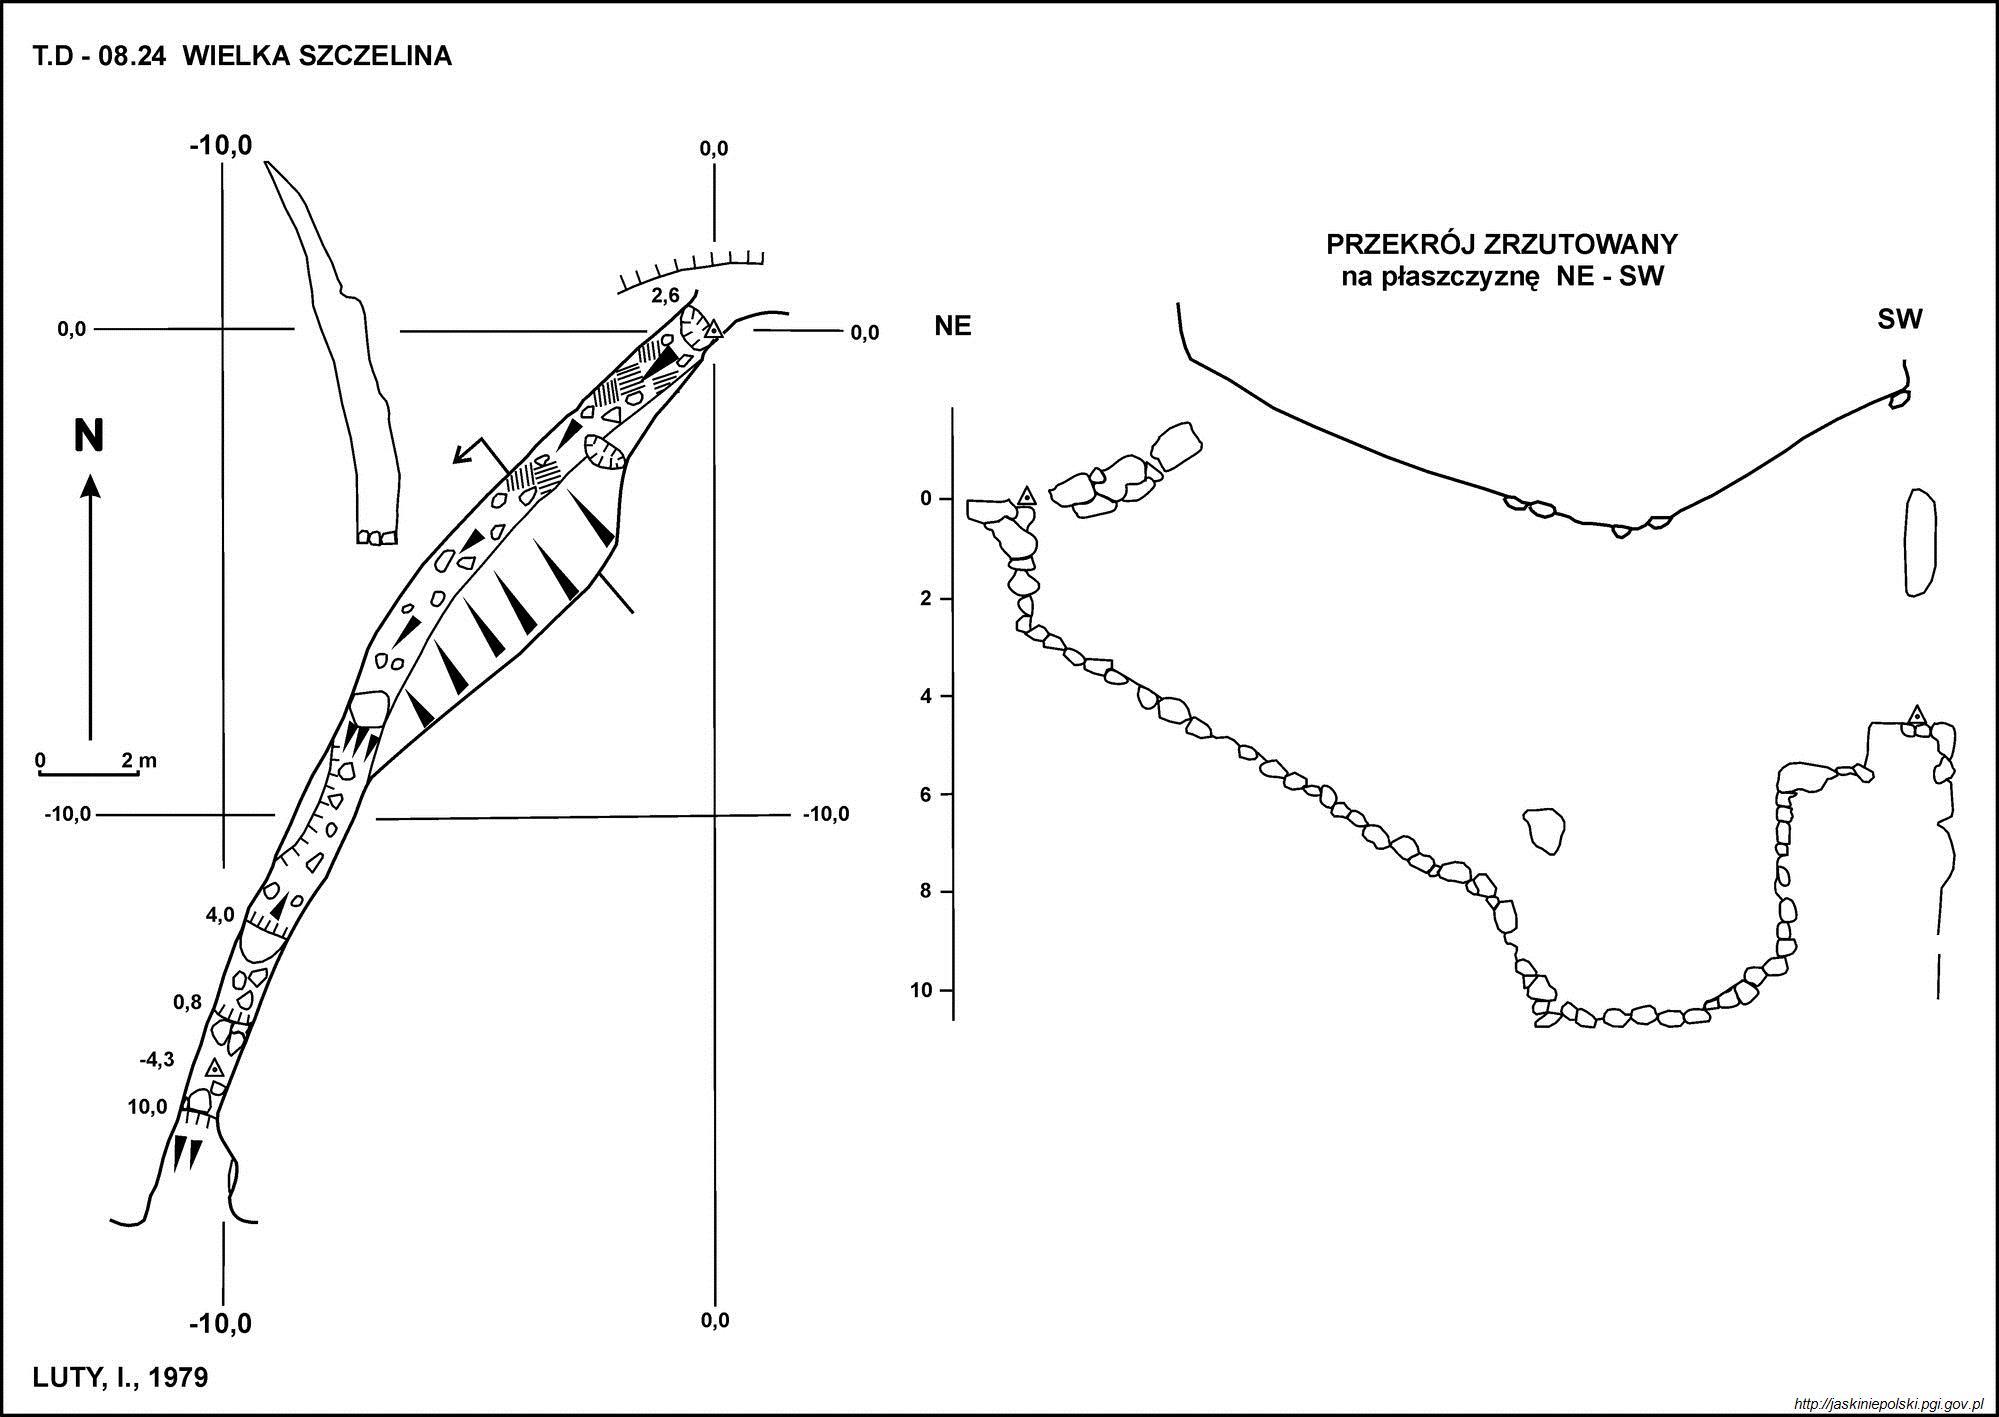 T.D - 08.24 WIELKA SZCZELINA
-10,0
0,0
PRZEKRÓJ ZRZUTOWANY
na płaszczyznę NE - SW
2,6
0,0
0,0
NE
SW
N
0
2
4
6
8
10
0 2 m
-10,0
-10,0
4,0
0,8
-4,3
10,0
-10,0
0,0
LUTY, I., 1979
http://jaskiniepolski.pgi.gov.pl